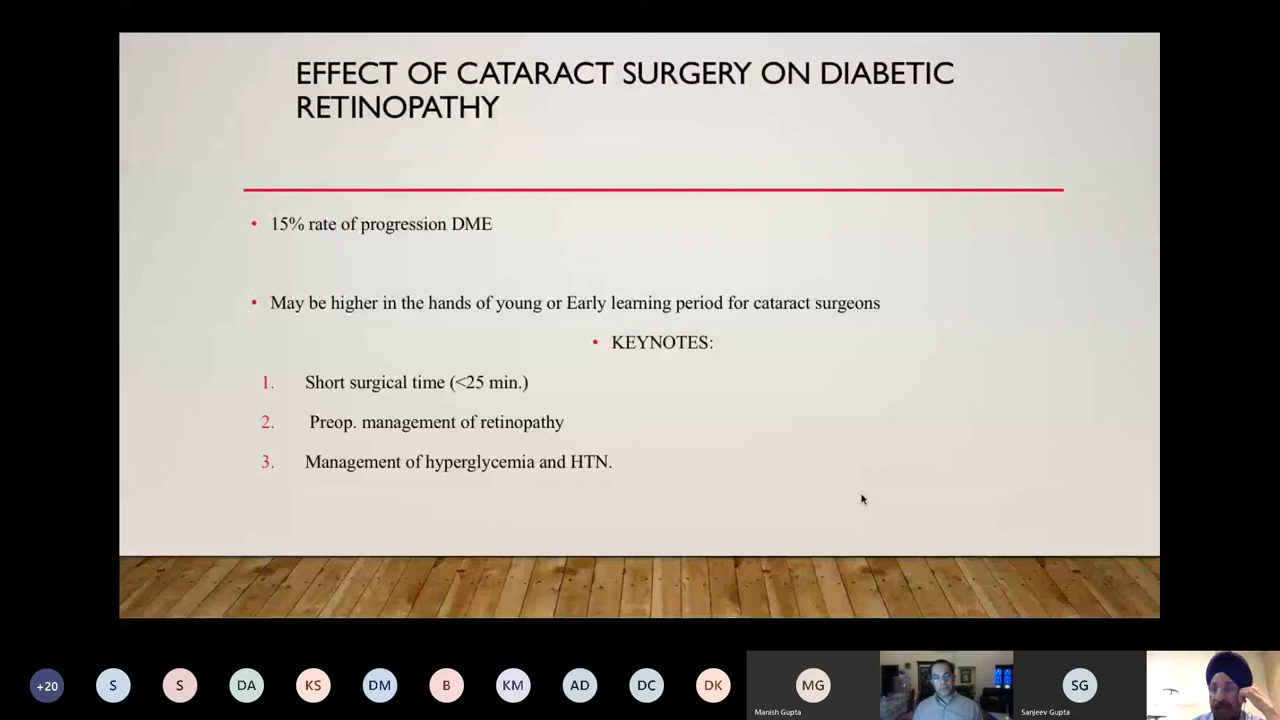 EFFECT OF CATARACT SURGERY ON DIABETIC
RETINOPATHY
• 15% rate of progression DME
• May be higher in the hands of young or Early learning period for cataract surgeons
• KEYNOTES:
1. Short surgical time (<25 min.)
2. Preop. management of retinopathy
3. Management of hyperglycemia and HTN.
+20 S S DA KS DM B KM AD DC DK MG SG
Manish Gupta Sanjeev Gupta